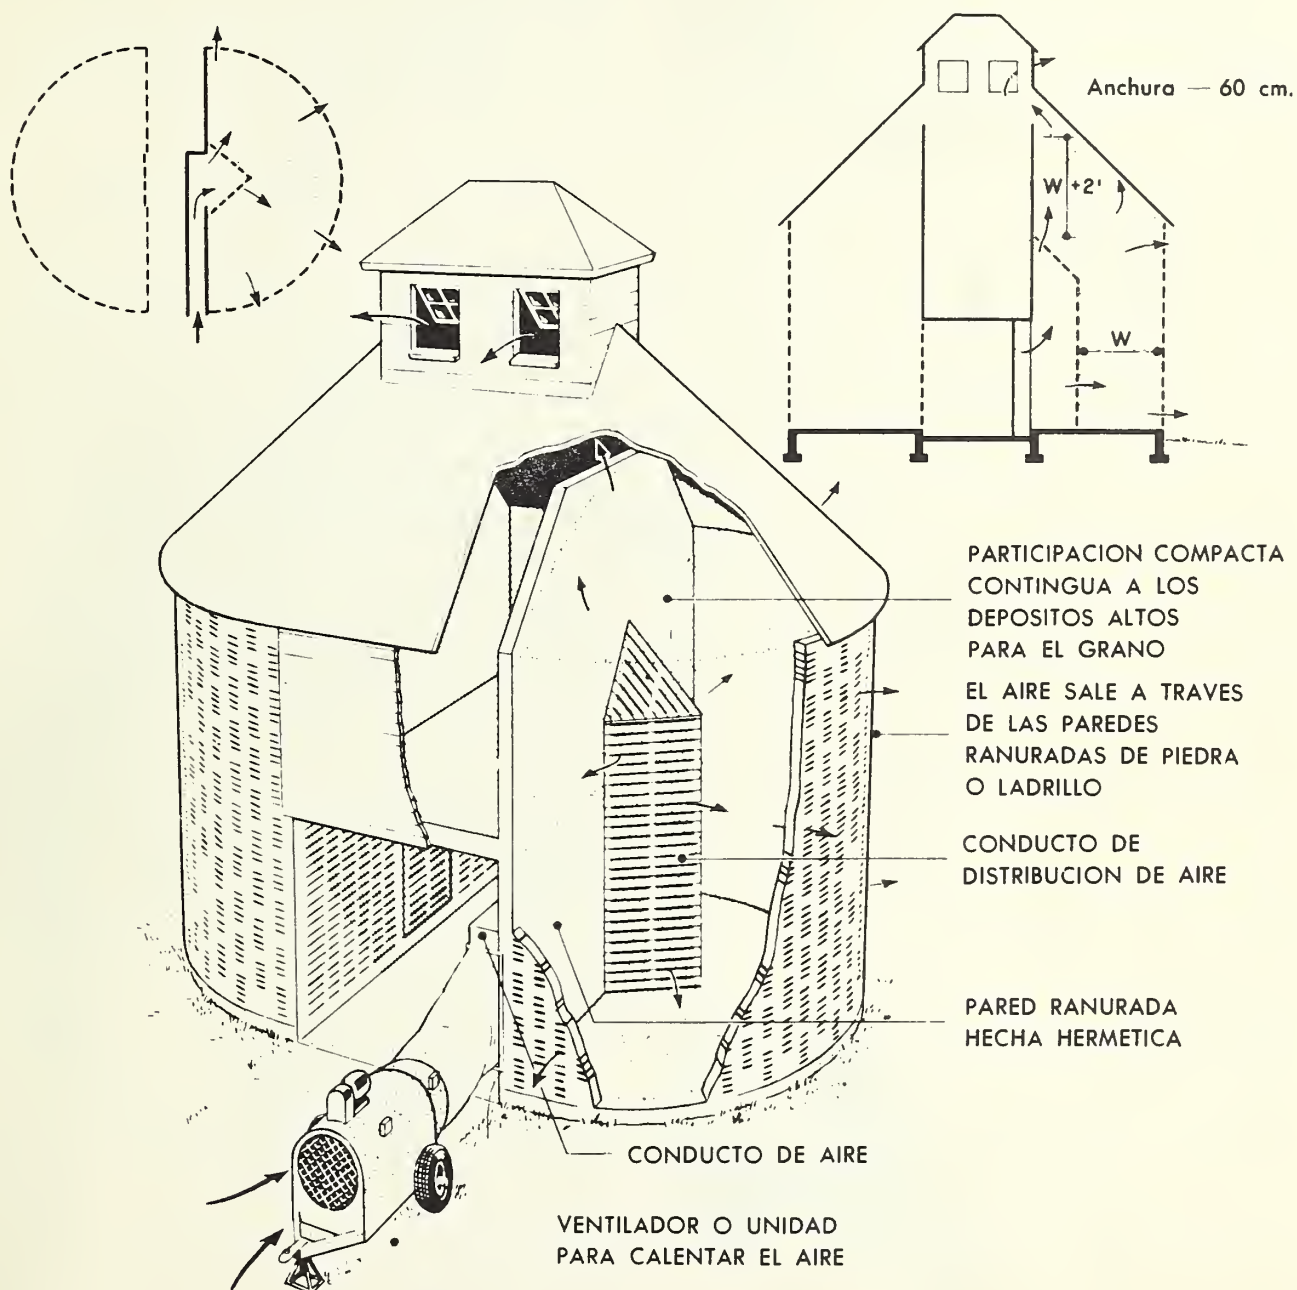 Anchura — 60 cm.
W +2'
W
PARTICIPACION COMPACTA
CONTINGUA A LOS
DEPOSITOS ALTOS
PARA EL GRANO
EL AIRE SALE A TRAVES
DE LAS PAREDES
RANURADAS DE PIEDRA
O LADRILLO
CONDUCTO DE
DISTRIBUCION DE AIRE
PARED RANURADA
HECHA HERMETICA
CONDUCTO DE AIRE
VENTILADOR O UNIDAD
PARA CALENTAR EL AIRE